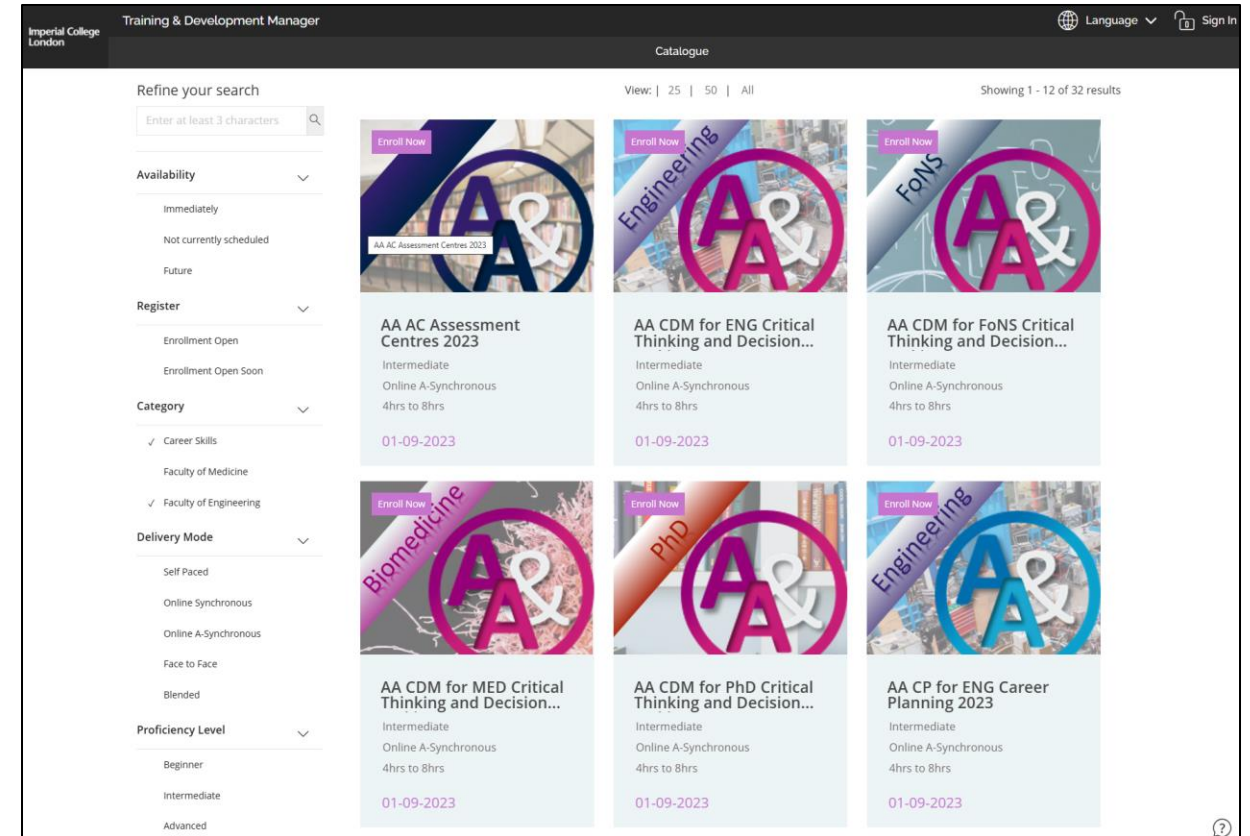 Imperial College
London
Training & Development Manager
Language
0
Sign In
Catalogue
Refine your search
Enter at least 3 characters
Availability
Immediately
Not currently scheduled
Future
Register
Enrollment Open
Enrollment Open Soon
Category
✓ Career Skills
Faculty of Medicine
✓ Faculty of Engineering
Delivery Mode
Self Paced
Online Synchronous
Online A-Synchronous
Face to Face
Blended
Proficiency Level
Beginner
Intermediate
Advanced
View: | 25 | 50 | All
Showing 1 - 12 of 32 results
Enroll Now
A&A
AA AC Assessment Centres 2023
AA AC Assessment
Centres 2023
Intermediate
Online A-Synchronous
4hrs to 8hrs
01-09-2023
Enroll Now
Engineering
A&A
AA CDM for ENG Critical
Thinking and Decision...
Intermediate
Online A-Synchronous
4hrs to 8hrs
01-09-2023
Enroll Now
FoNS
A&A
AA CDM for FoNS Critical
Thinking and Decision...
Intermediate
Online A-Synchronous
4hrs to 8hrs
01-09-2023
Enroll Now
Biomedicine
A&A
AA CDM for MED Critical
Thinking and Decision...
Intermediate
Online A-Synchronous
4hrs to 8hrs
01-09-2023
Enroll Now
PhD
A&A
AA CDM for PhD Critical
Thinking and Decision...
Intermediate
Online A-Synchronous
4hrs to 8hrs
01-09-2023
Enroll Now
Engineering
A&A
AA CP for ENG Career
Planning 2023
Intermediate
Online A-Synchronous
4hrs to 8hrs
01-09-2023
?